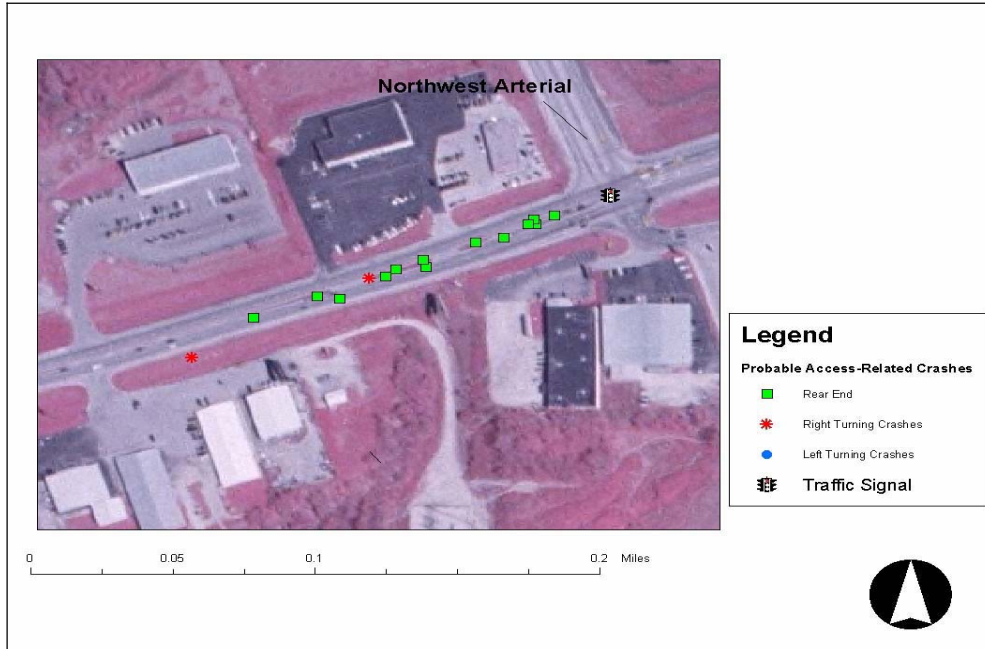 Northwest Arterial
Legend
Probable Access-Related Crashes
Rear End
Right Turning Crashes
Left Turning Crashes
Traffic Signal
0 0.05 0.1 0.2 Miles